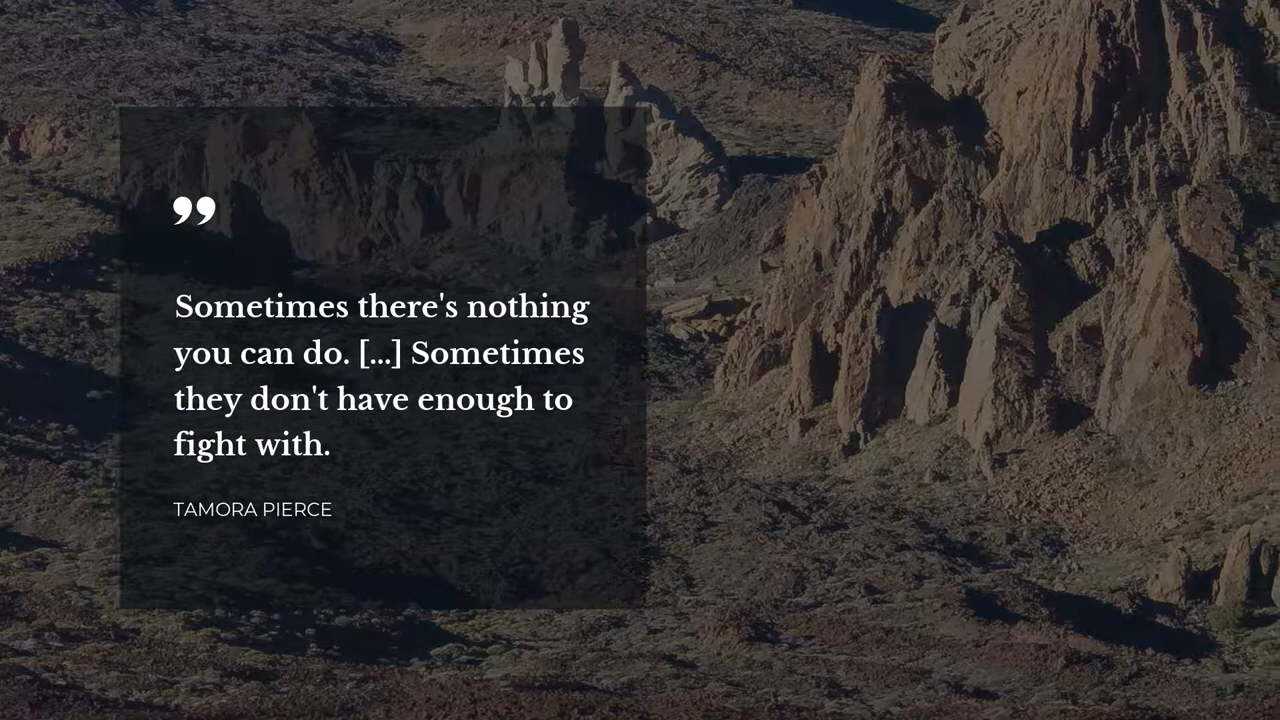 ”
Sometimes there's nothing
you can do. [...] Sometimes
they don't have enough to
fight with.
TAMORA PIERCE